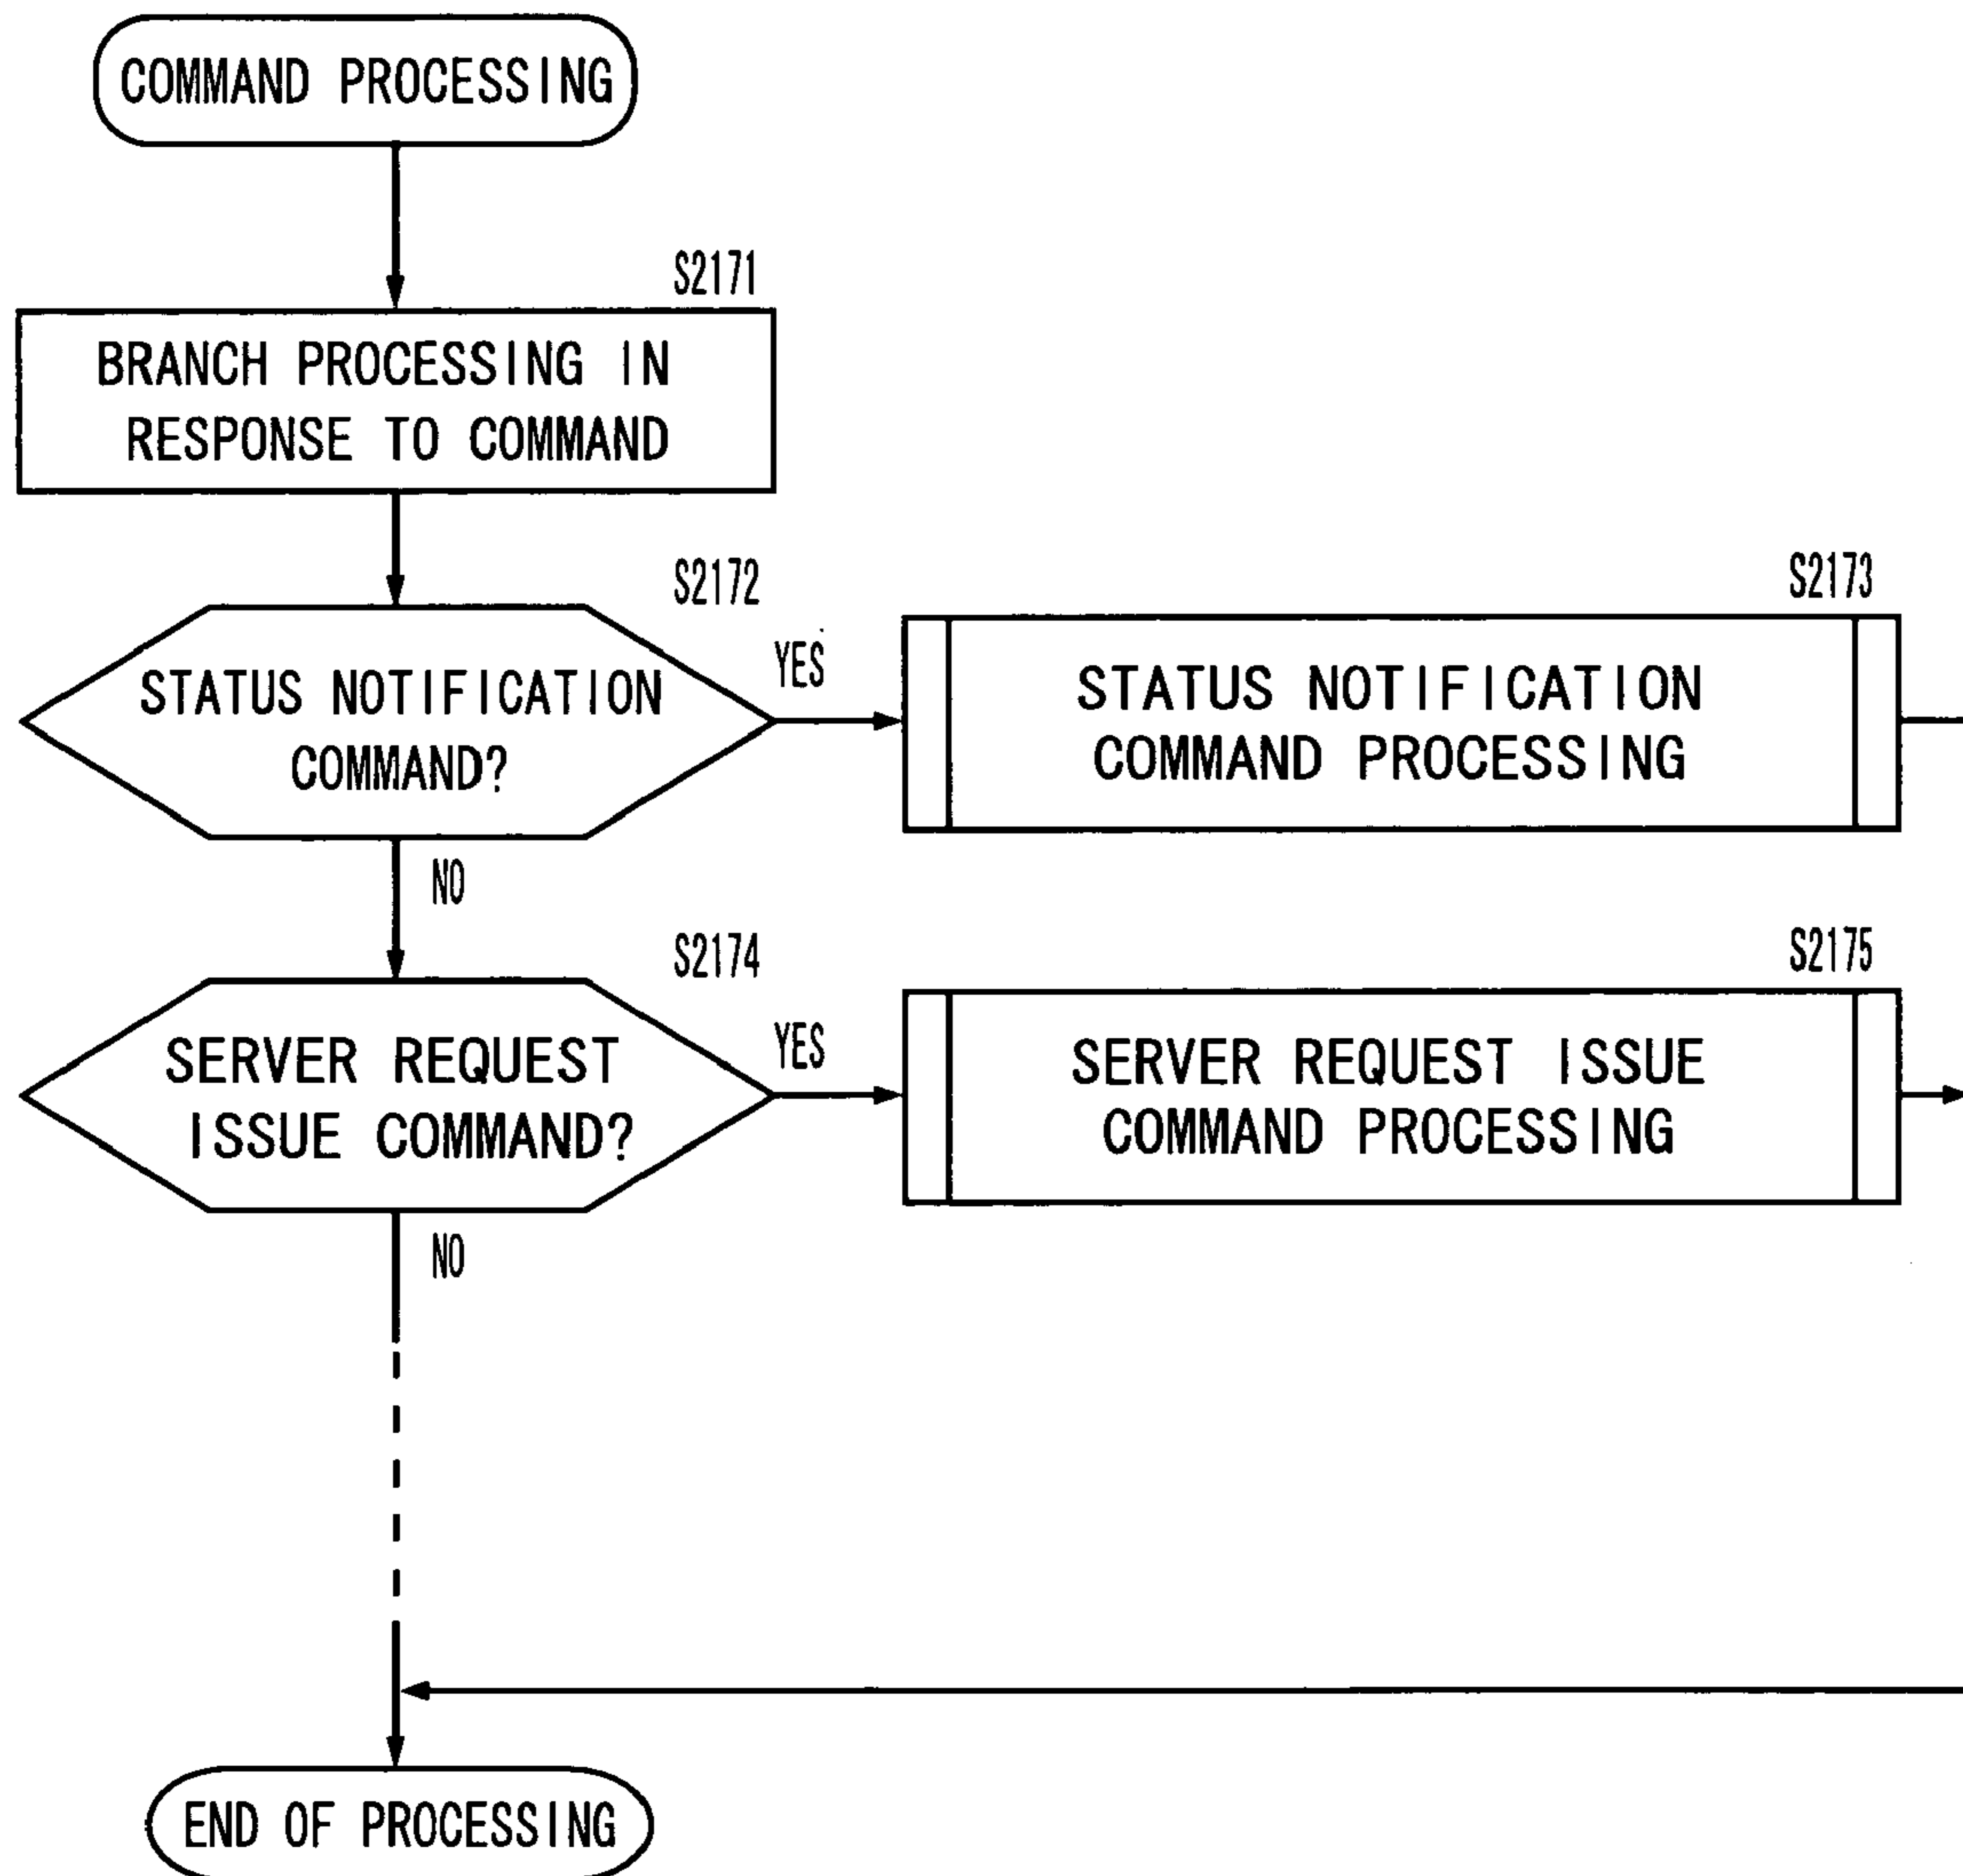 COMMAND PROCESSING
S2171
BRANCH PROCESSING IN
RESPONSE TO COMMAND
S2172
STATUS NOTIFICATION
COMMAND?
YES
NO
S2173
STATUS NOTIFICATION
COMMAND PROCESSING
S2174
SERVER REQUEST
ISSUE COMMAND?
YES
NO
S2175
SERVER REQUEST ISSUE
COMMAND PROCESSING
END OF PROCESSING